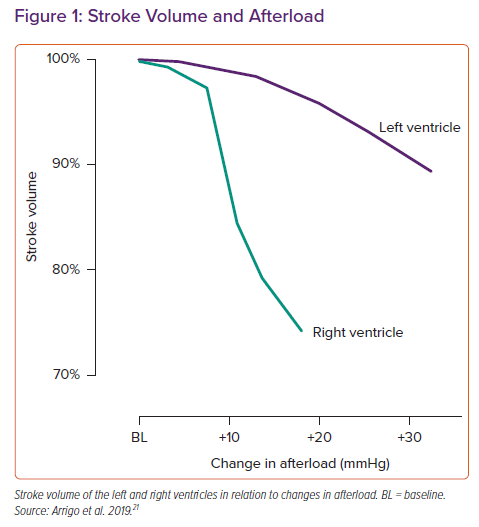 Figure 1: Stroke Volume and Afterload
100%
90%
80%
70%
Stroke volume
Left ventricle
Right ventricle
BL
+10
+20
+30
Change in afterload (mmHg)
Stroke volume of the left and right ventricles in relation to changes in afterload. BL = baseline.
Source: Arrigo et al. 2019.21